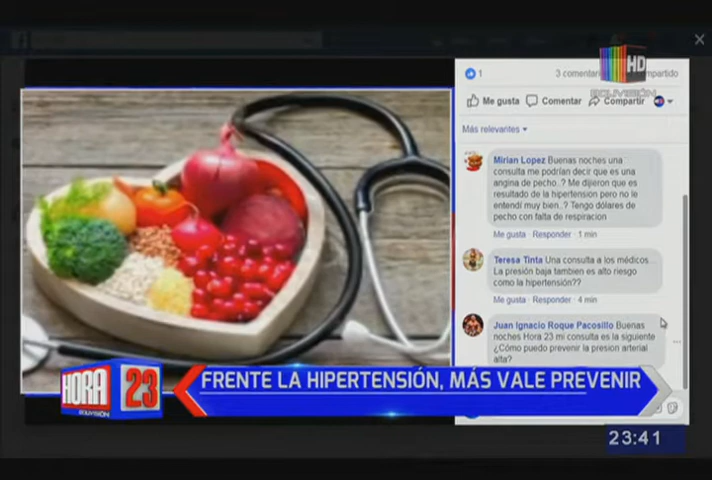 HD
BOLIVISIÓN
1
3 comentarios
compartido
Me gusta Comentar Compartir
Más relevantes
Mirian Lopez Buenas noches una
consulta me podrían decir que es una
angina de pecho..? Me dijieron que es
resultado de la hipertension pero no le
entendí muy bien..? Tengo dólares de
pecho con falta de respiracion
Me gusta · Responder · 1 min
Teresa Tinta Una consulta a los médicos...
La presión baja tambien es alto riesgo
como la hipertensión??
Me gusta · Responder · 4 min
Juan Ignacio Roque Pacosillo Buenas
noches Hora 23 mi consulta es la siguiente
¿Cómo puedo prevenir la presion arterial
alta?
HORA 23
BOLIVISIÓN
FRENTE LA HIPERTENSIÓN, MÁS VALE PREVENIR
23:41